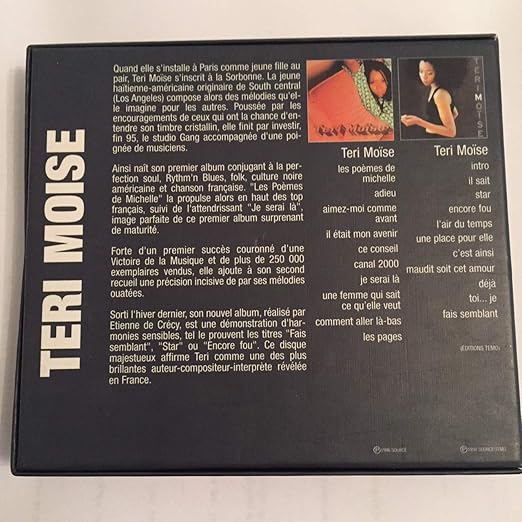 TERI MOISE
Quand elle s'installe à Paris comme jeune fille au
pair, Teri Moïse s'inscrit à la Sorbonne. La jeune
haïtienne-américaine originaire de South central
(Los Angeles) compose alors des mélodies qu'el-
le imagine pour les autres. Poussée par les
encouragements de ceux qui ont la chance d'en-
tendre son timbre cristallin, elle finit par investir,
fin 95, le studio Gang accompagnée d'une poi-
gnée de musiciens.
Ainsi naît son premier album conjugant à la per-
fection soul, Rythm'n Blues, folk, culture noire
américaine et chanson française. "Les Poèmes
de Michelle" la propulse alors en haut des top
français, suivi de l'attendrissant "Je serai là",
image parfaite de ce premier album surprenant
de maturité.
Forte d'un premier succès couronné d'une
Victoire de la Musique et de plus de 250 000
exemplaires vendus, elle ajoute à son second
recueil une précision incisive de par ses mélodies
ouatées.
Sorti l'hiver dernier, son nouvel album, réalisé par
Etienne de Crécy, est une démonstration d'har-
monies sensibles, tel le prouvent les titres "Fais
semblant", "Star" ou "Encore fou". Ce disque
majestueux affirme Teri comme une des plus
brillantes auteur-compositeur-interprète révélée
en France.
Teri Moïse
les poèmes de
michelle
adieu
aimez-moi comme
avant
il était mon avenir
ce conseil
canal 2000
je serai là
une femme qui sait
ce qu'elle veut
comment aller là-bas
les pages
TERI MOÏSE
Teri Moïse
intro
il sait
star
encore fou
l'air du temps
une place pour elle
c'est ainsi
maudit soit cet amour
déjà
toi... je
fais semblant
(ÉDITIONS TEMO)